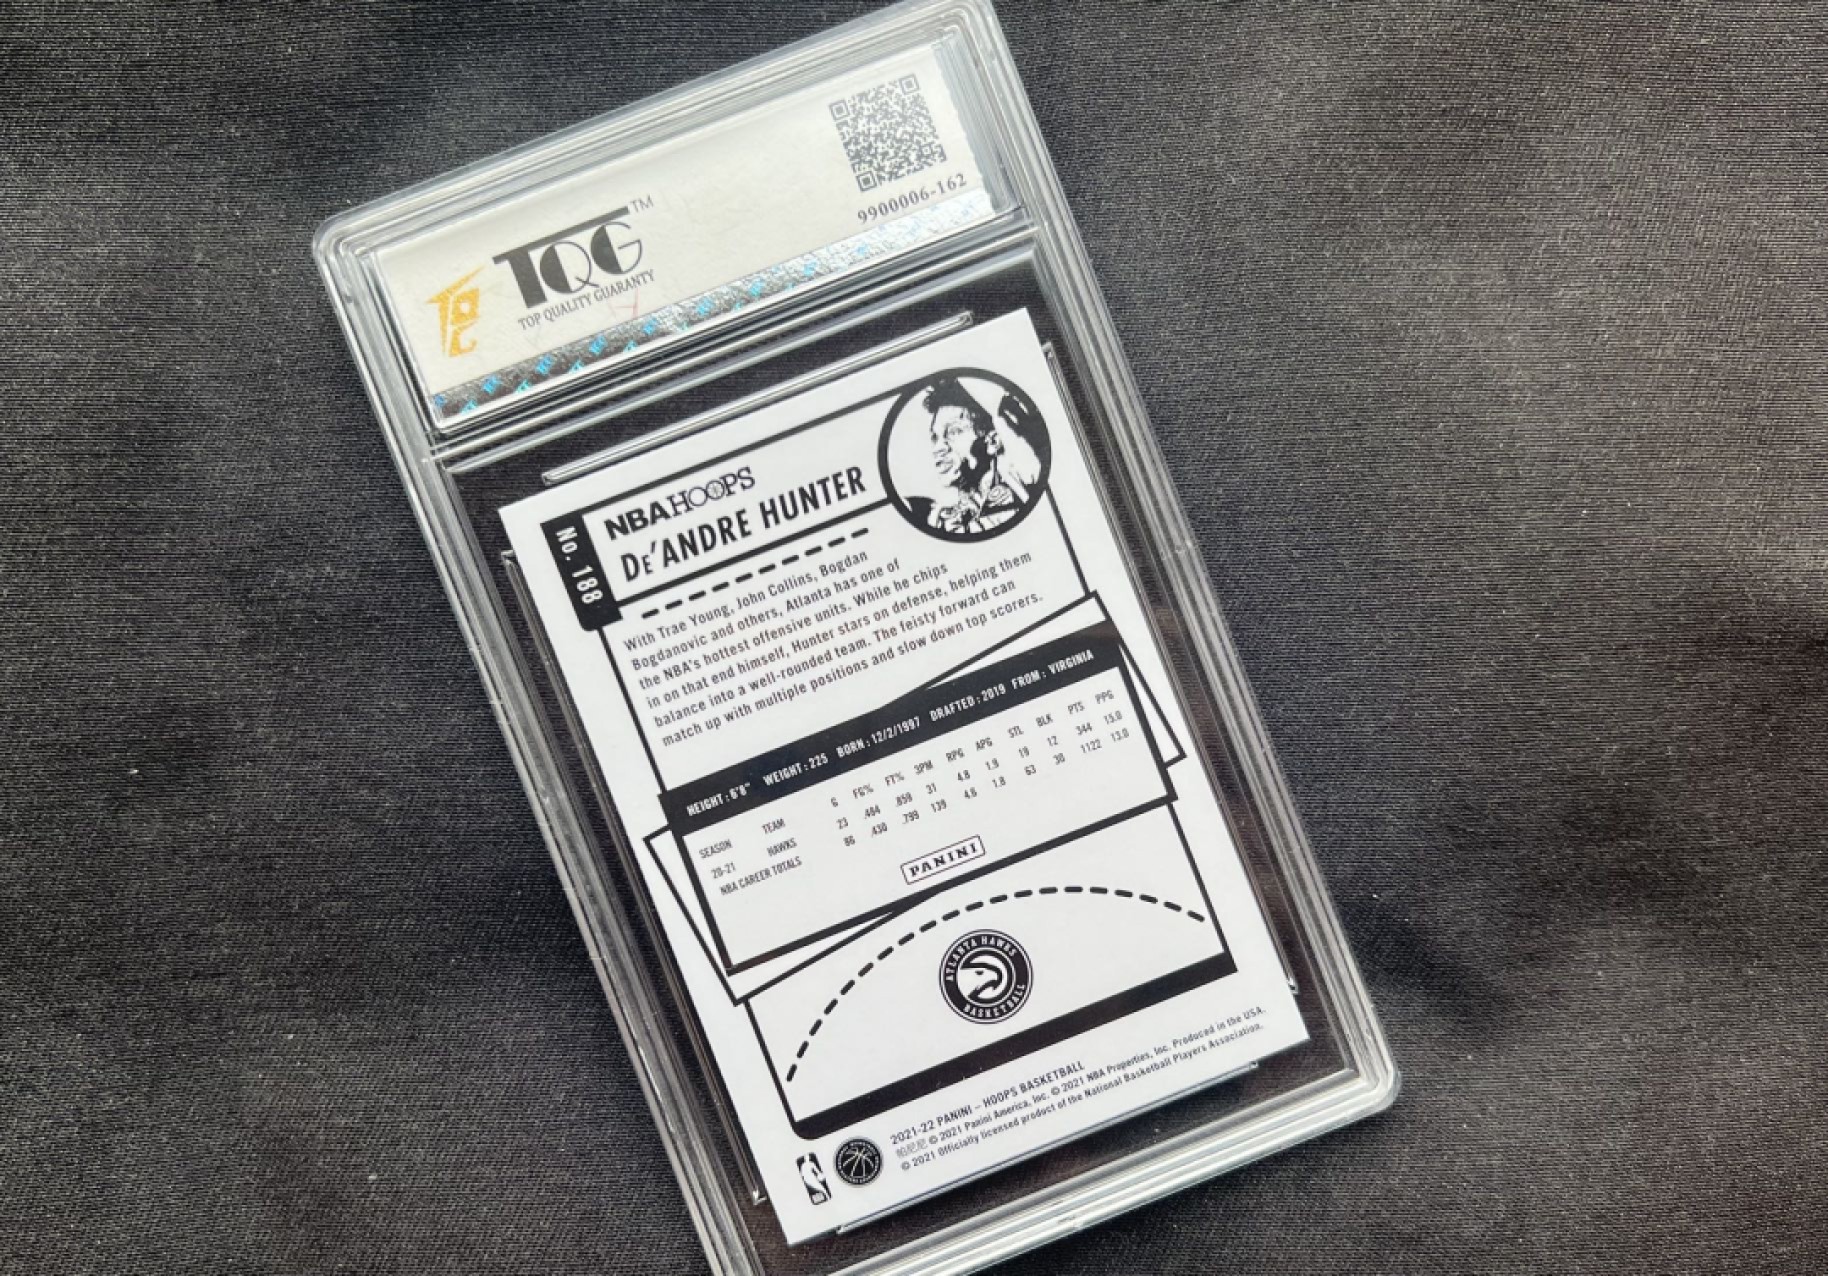 TQG™
TOP QUALITY GUARANTY
9900006-162
No. 188
NBA HOOPS
DE'ANDRE HUNTER
With Trae Young, John Collins, Bogdan
Bogdanovic and others, Atlanta has one of
the NBA's hottest offensive units. While he chips
in on that end himself, Hunter stars on defense, helping them
balance into a well-rounded team. The feisty forward can
match up with multiple positions and slow down top scorers.
HEIGHT: 6'8" WEIGHT: 225 BORN: 12/2/1997 DRAFTED: 2019 FROM: VIRGINIA
SEASON TEAM G FG% FT% 3PM RPG APG STL BLK PTS PPG
20-21 HAWKS 23 .484 .859 31 4.8 1.9 19 12 344 15.0
NBA CAREER TOTALS 86 .430 .799 139 4.6 1.8 63 30 1122 13.0
PANINI
ATLANTA HAWKS
BASKETBALL
2021-22 PANINI – HOOPS BASKETBALL
帕尼尼 © 2021 Panini America, Inc. © 2021 NBA Properties, Inc. Produced in the USA.
© 2021 Officially licensed product of the National Basketball Players Association.